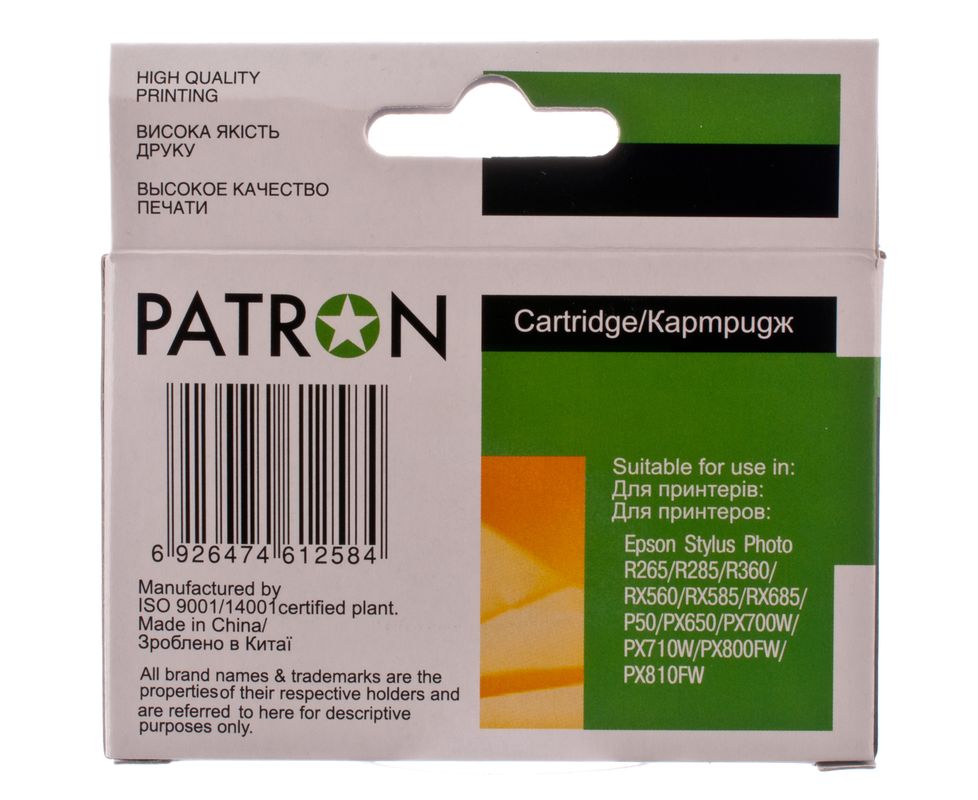 HIGH QUALITY
PRINTING
ВИСОКА ЯКІСТЬ
ДРУКУ
ВЫСОКОЕ КАЧЕСТВО
ПЕЧАТИ
PATRON
6 926474 612584
Manufactured by
ISO 9001/14001certified plant.
Made in China/
Зроблено в Китаї
All brand names & trademarks are the
properties of their respective holders and
are referred to here for descriptive
purposes only.
Cartridge/Картридж
Suitable for use in:
Для принтерів:
Для принтеров:
Epson Stylus Photo
R265/R285/R360/
RX560/RX585/RX685/
P50/PX650/PX700W/
PX710W/PX800FW/
PX810FW